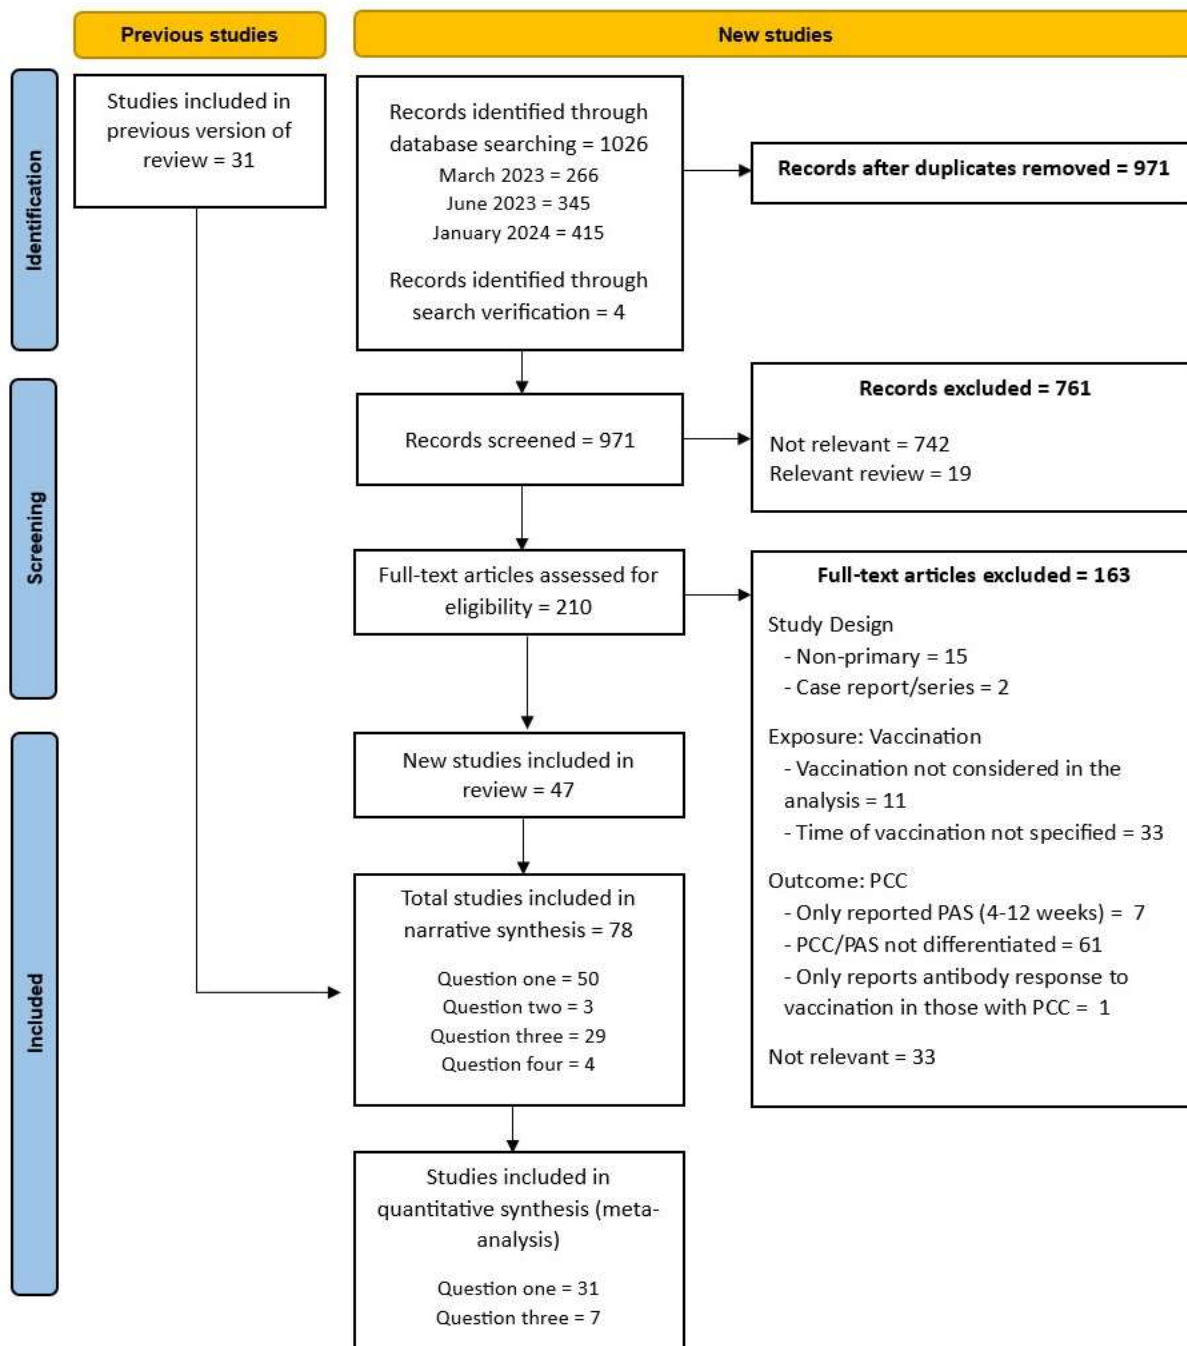 Previous studies
New studies
Identification
Studies included in
previous version of
review = 31
Records identified through
database searching = 1026
March 2023 = 266
June 2023 = 345
January 2024 = 415
Records identified through
search verification = 4
Records after duplicates removed = 971
Screening
Records screened = 971
Records excluded = 761
Not relevant = 742
Relevant review = 19
Full-text articles assessed for
eligibility = 210
Full-text articles excluded = 163
Study Design
- Non-primary = 15
- Case report/series = 2
Exposure: Vaccination
- Vaccination not considered in the
analysis = 11
- Time of vaccination not specified = 33
Outcome: PCC
- Only reported PAS (4-12 weeks) = 7
- PCC/PAS not differentiated = 61
- Only reports antibody response to
vaccination in those with PCC = 1
Not relevant = 33
Included
New studies included in
review = 47
Total studies included in
narrative synthesis = 78
Question one = 50
Question two = 3
Question three = 29
Question four = 4
Studies included in
quantitative synthesis (meta-
analysis)
Question one = 31
Question three = 7